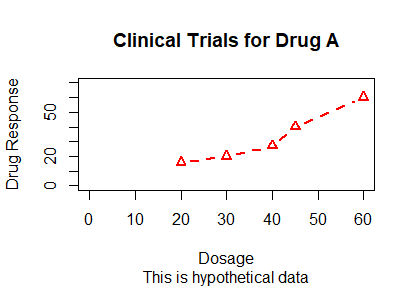 Clinical Trials for Drug A
Drug Response
50
20
0
0 10 20 30 40 50 60
Dosage
This is hypothetical data